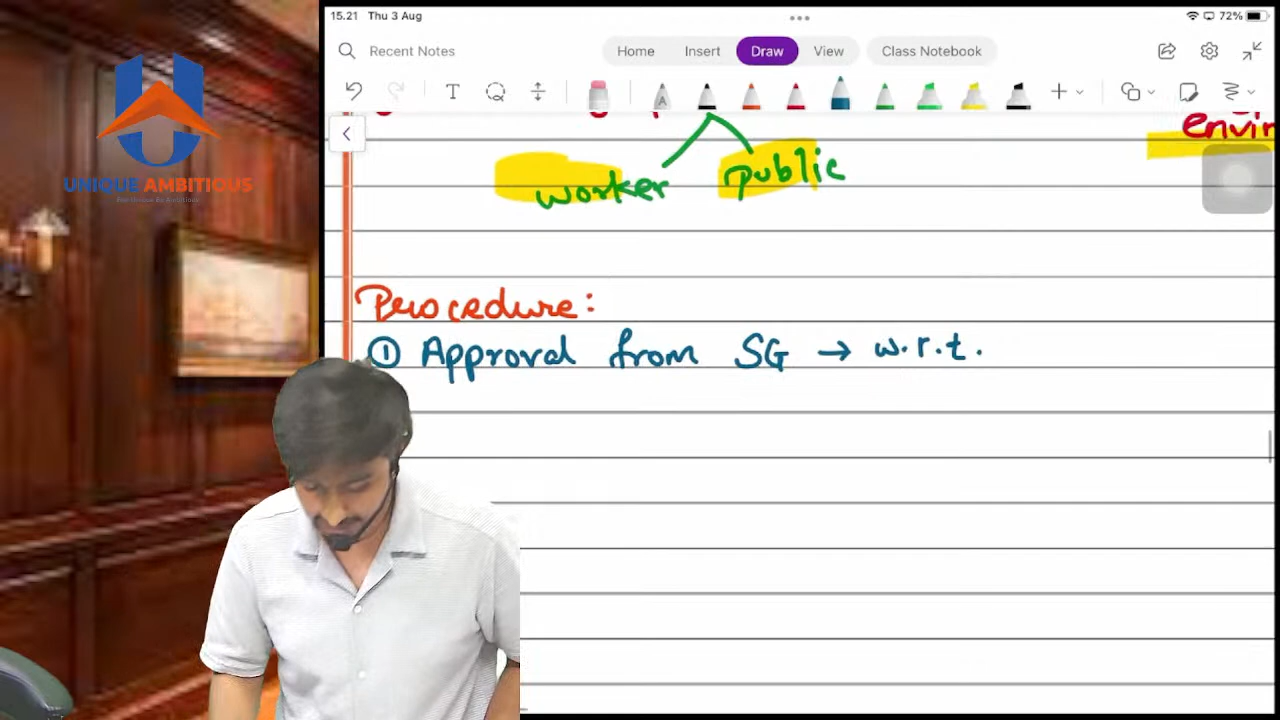 15.21 Thu 3 Aug
72%
Recent Notes
Home Insert Draw View Class Notebook
T
A
envir
worker public
UNIQUE AMBITIOUS
Procedure:
① Approval from SG → w.r.t.